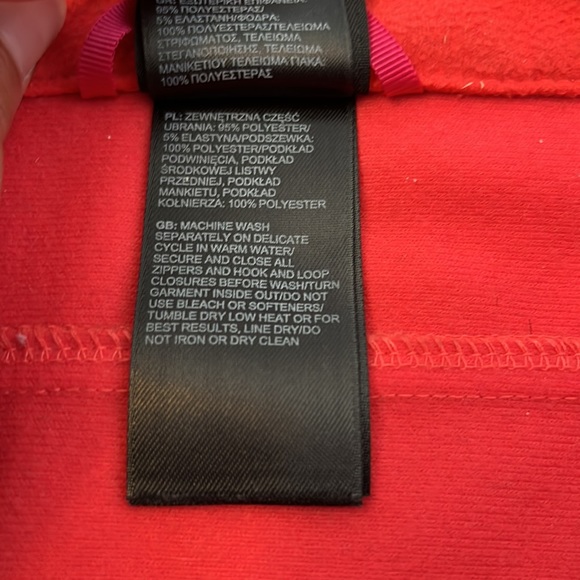 GR: ΕΞΩΤΕΡΙΚΗ ΕΠΙΦΑΝΕΙΑ:
95% ΠΟΛΥΕΣΤΕΡΑΣ/
5% ΕΛΑΣΤΑΝΗ/ΦΟΔΡΑ:
100% ΠΟΛΥΕΣΤΕΡΑΣ/ΤΕΛΕΙΩΜΑ
ΣΤΡΙΦΩΜΑΤΟΣ, ΤΕΛΕΙΩΜΑ
ΣΤΕΓΑΝΟΠΟΙΗΣΗΣ, ΤΕΛΕΙΩΜΑ
ΜΑΝΙΚΕΤΙΟΥ ΤΕΛΕΙΩΜΑ ΓΙΑΚΑ:
100% ΠΟΛΥΕΣΤΕΡΑΣ
PL: ZEWNĘTRZNA CZĘŚĆ
UBRANIA: 95% POLYESTER/
5% ELASTYNA/PODSZEWKA:
100% POLYESTER/PODKŁAD
PODWINIĘCIA, PODKŁAD
ŚRODKOWEJ LISTWY
PRZEDNIEJ, PODKŁAD
MANKIETU, PODKŁAD
KOŁNIERZA: 100% POLYESTER
GB: MACHINE WASH
SEPARATELY ON DELICATE
CYCLE IN WARM WATER/
SECURE AND CLOSE ALL
ZIPPERS AND HOOK AND LOOP
CLOSURES BEFORE WASH/TURN
GARMENT INSIDE OUT/DO NOT
USE BLEACH OR SOFTENERS/
TUMBLE DRY LOW HEAT OR FOR
BEST RESULTS, LINE DRY/DO
NOT IRON OR DRY CLEAN